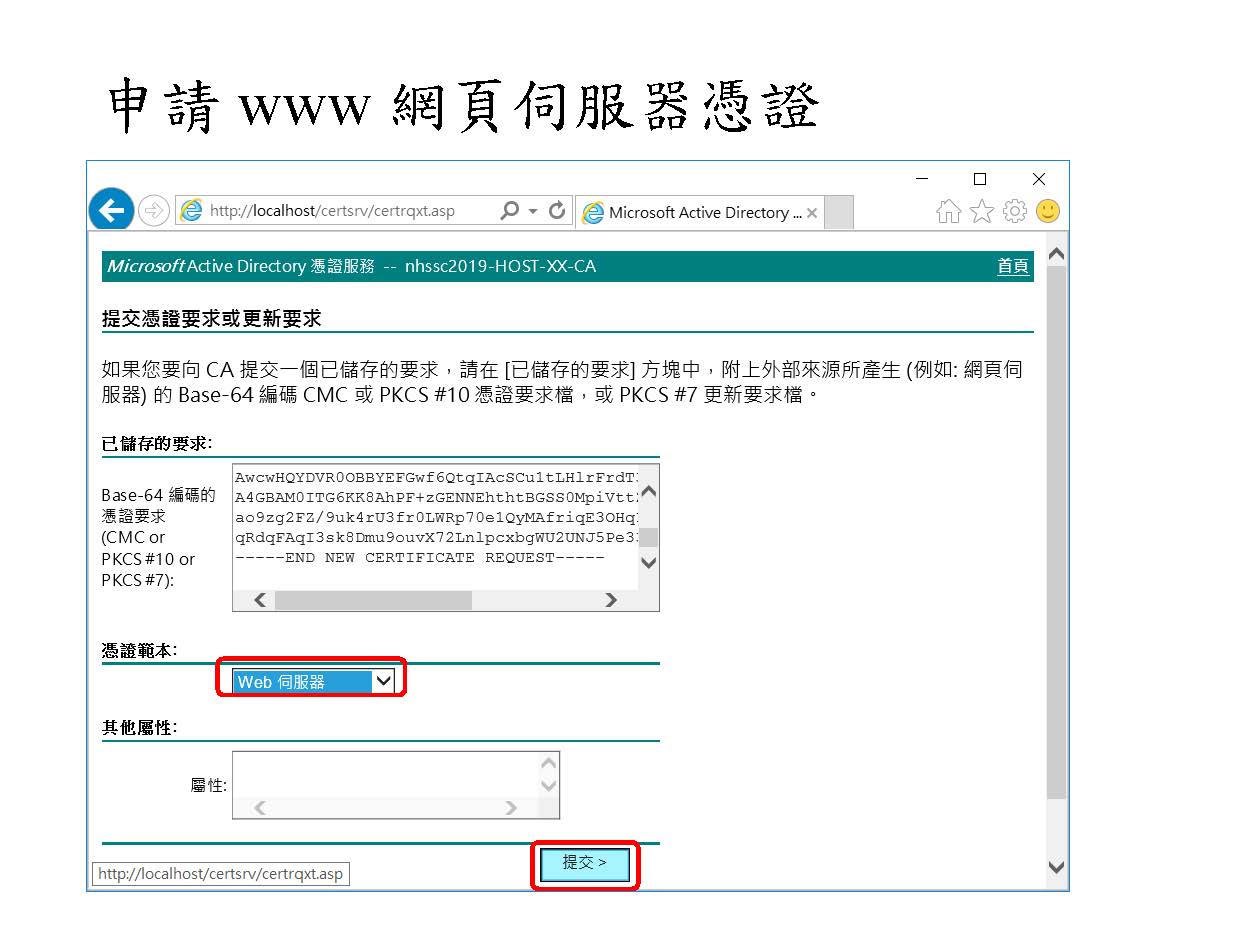 申請 www 網頁伺服器憑證
http://localhost/certsrv/certrqxt.asp
Microsoft Active Directory ...
Microsoft Active Directory 憑證服務 -- nhssc2019-HOST-XX-CA
首頁
提交憑證要求或更新要求
如果您要向 CA 提交一個已儲存的要求，請在 [已儲存的要求] 方塊中，附上外部來源所產生 (例如: 網頁伺
服器) 的 Base-64 編碼 CMC 或 PKCS #10 憑證要求檔，或 PKCS #7 更新要求檔。
已儲存的要求:
Base-64 編碼的
憑證要求
(CMC or
PKCS #10 or
PKCS #7):
AwcwHQYDVR0OBBYEFGwf6QtqIAcSCu1tLHlrFrdT
A4GBAM0ITG6KK8AhPF+zGENNEhthtBGSS0MpiVtt
ao9zg2FZ/9uk4rU3fr0LWRp70e1QyMAfriqE3OHq
qRdqFAqI3sk8Dmu9ouvX72LnlpcxbgWU2UNJ5Pe3
-----END NEW CERTIFICATE REQUEST-----
憑證範本:
Web 伺服器
其他屬性:
屬性:
提交 >
http://localhost/certsrv/certrqxt.asp